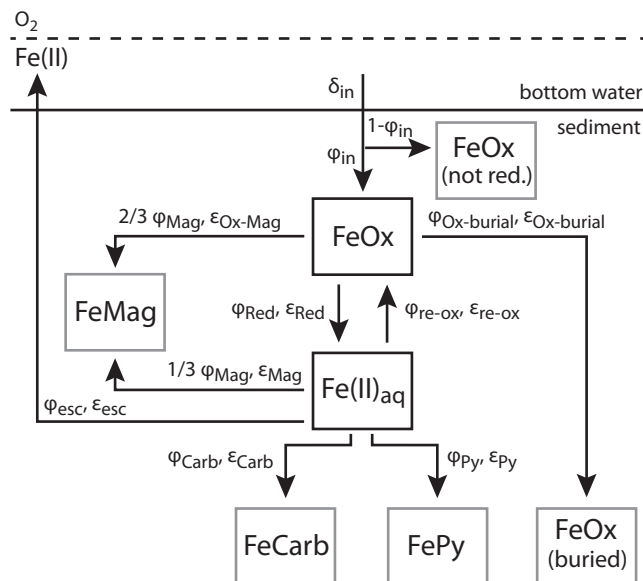 O₂
Fe(II)
δin
bottom water
sediment
1-φin
φin
FeOx
(not red.)
2/3 φMag, εOx-Mag
FeOx
φOx-burial, εOx-burial
FeMag
φRed, εRed
φre-ox, εre-ox
1/3 φMag, εMag
Fe(II)aq
φesc, εesc
φCarb, εCarb
φPy, εPy
FeCarb
FePy
FeOx
(buried)